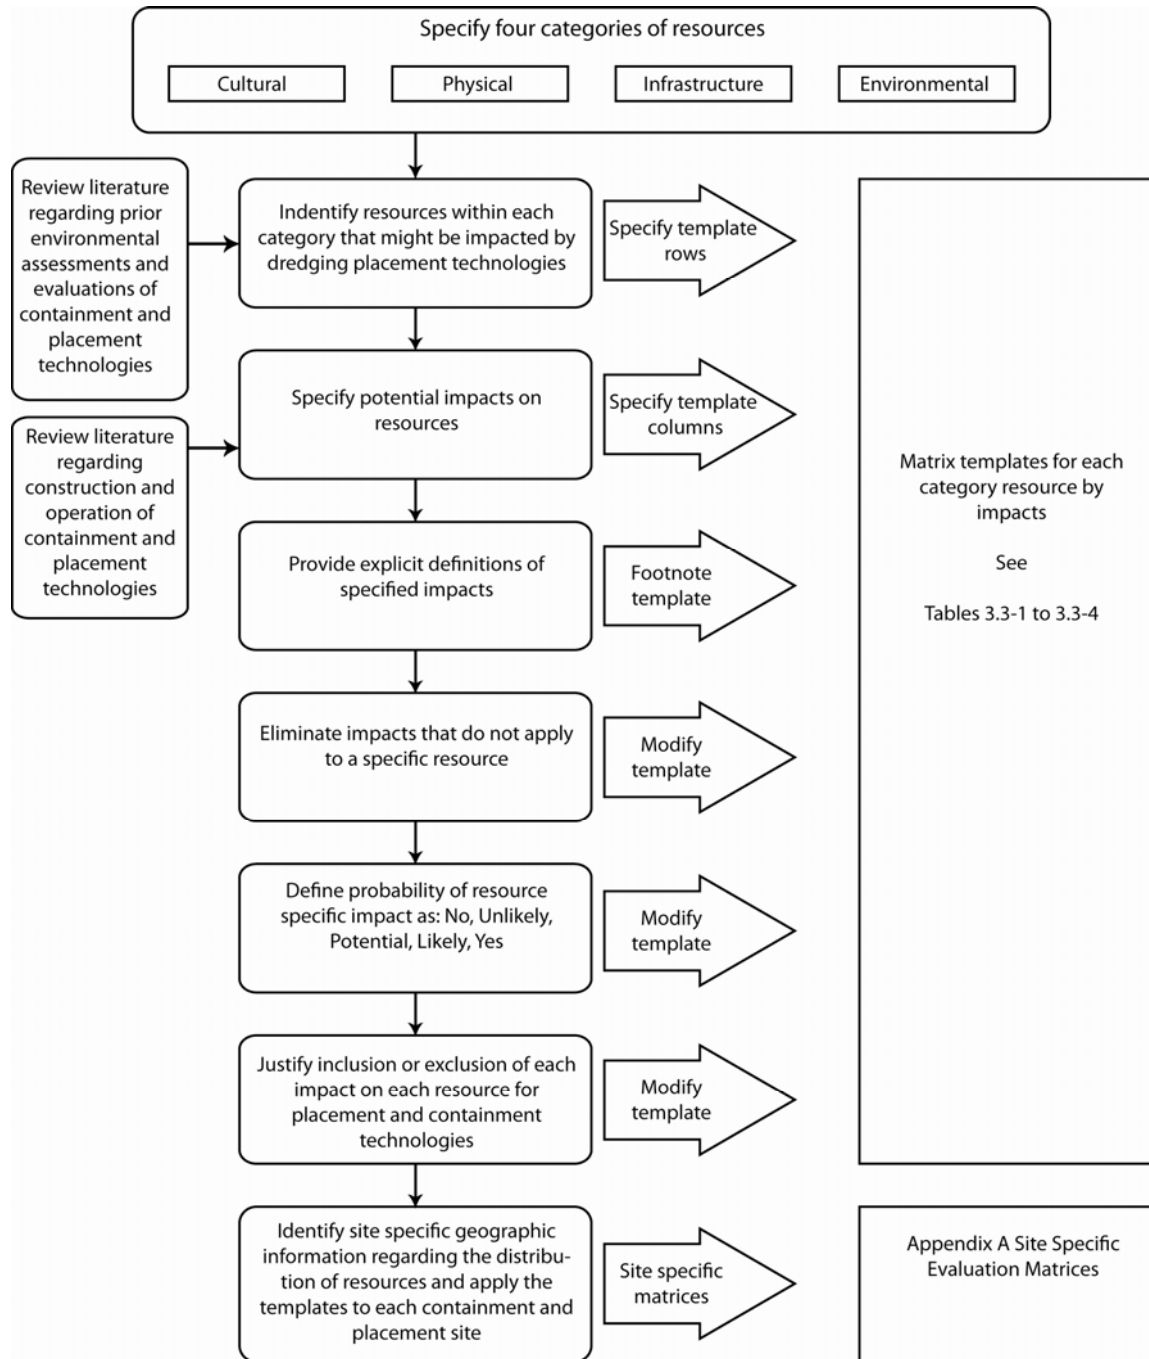 Specify four categories of resources
Cultural
Physical
Infrastructure
Environmental
Review literature
regarding prior
environmental
assessments and
evaluations of
containment and
placement
technologies
Indentify resources within each
category that might be impacted by
dredging placement technologies
Specify template
rows
Specify potential impacts on
resources
Specify template
columns
Review literature
regarding
construction and
operation of
containment and
placement
technologies
Provide explicit definitions of
specified impacts
Footnote
template
Eliminate impacts that do not apply
to a specific resource
Modify
template
Define probability of resource
specific impact as: No, Unlikely,
Potential, Likely, Yes
Modify
template
Justify inclusion or exclusion of each
impact on each resource for
placement and containment
technologies
Modify
template
Matrix templates for each
category resource by
impacts
See
Tables 3.3-1 to 3.3-4
Identify site specific geographic
information regarding the distribu-
tion of resources and apply the
templates to each containment and
placement site
Site specific
matrices
Appendix A Site Specific
Evaluation Matrices